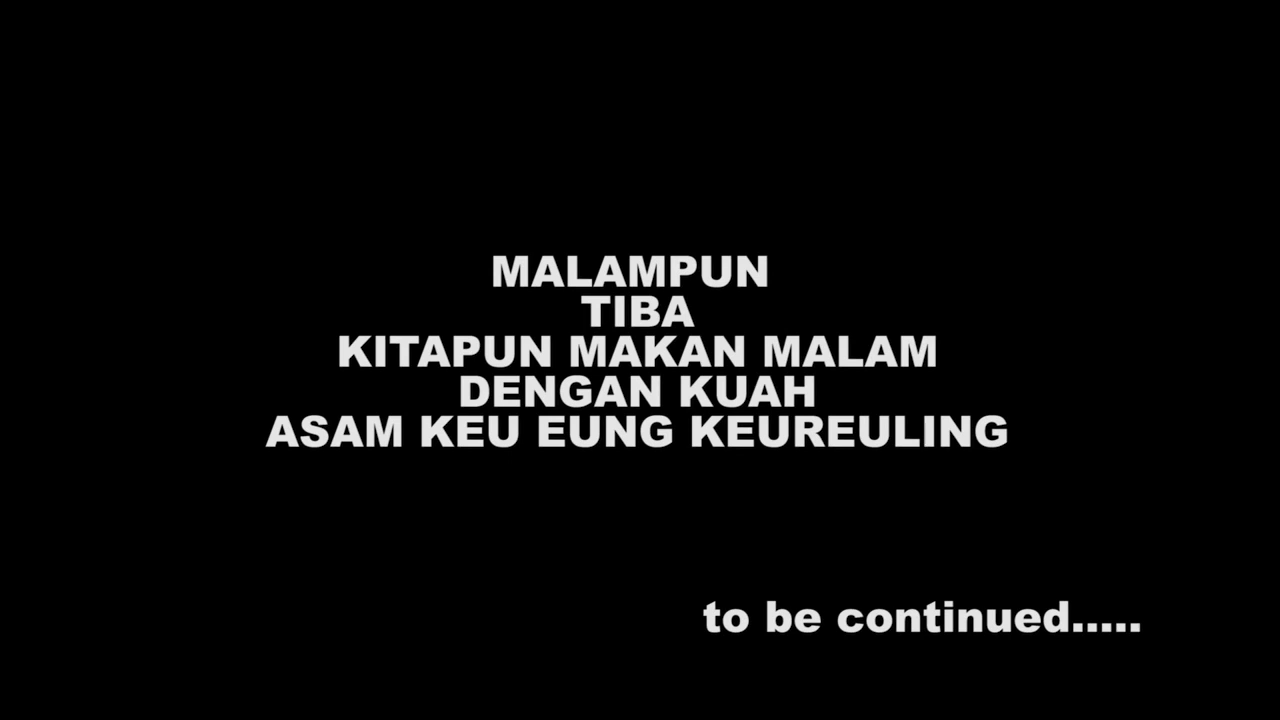 MALAMPUN
TIBA
KITAPUN MAKAN MALAM
DENGAN KUAH
ASAM KEU EUNG KEUREULING
to be continued.....